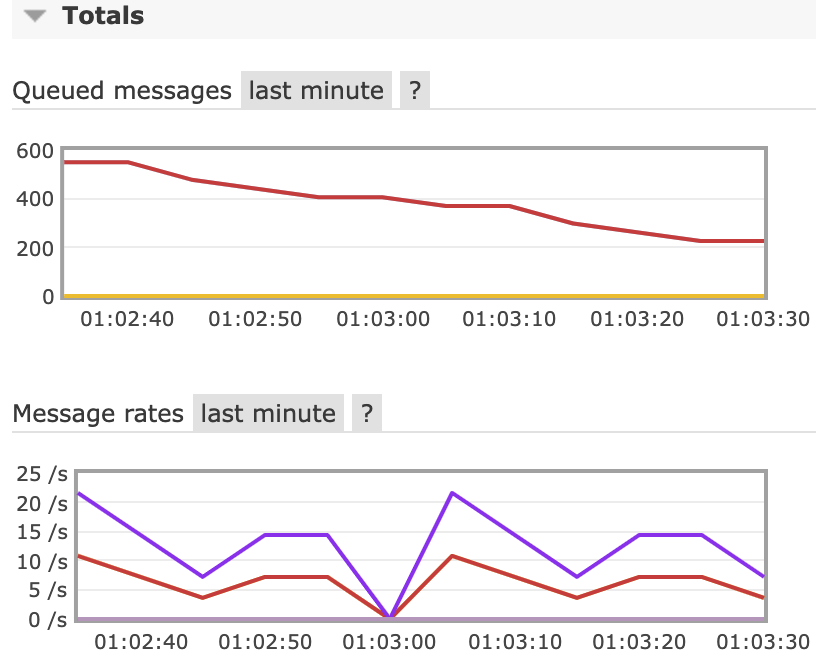 Totals
Queued messages last minute ?
600
400
200
0
01:02:40 01:02:50 01:03:00 01:03:10 01:03:20 01:03:30
Message rates last minute ?
25 /s
20 /s
15 /s
10 /s
5 /s
0 /s
01:02:40 01:02:50 01:03:00 01:03:10 01:03:20 01:03:30